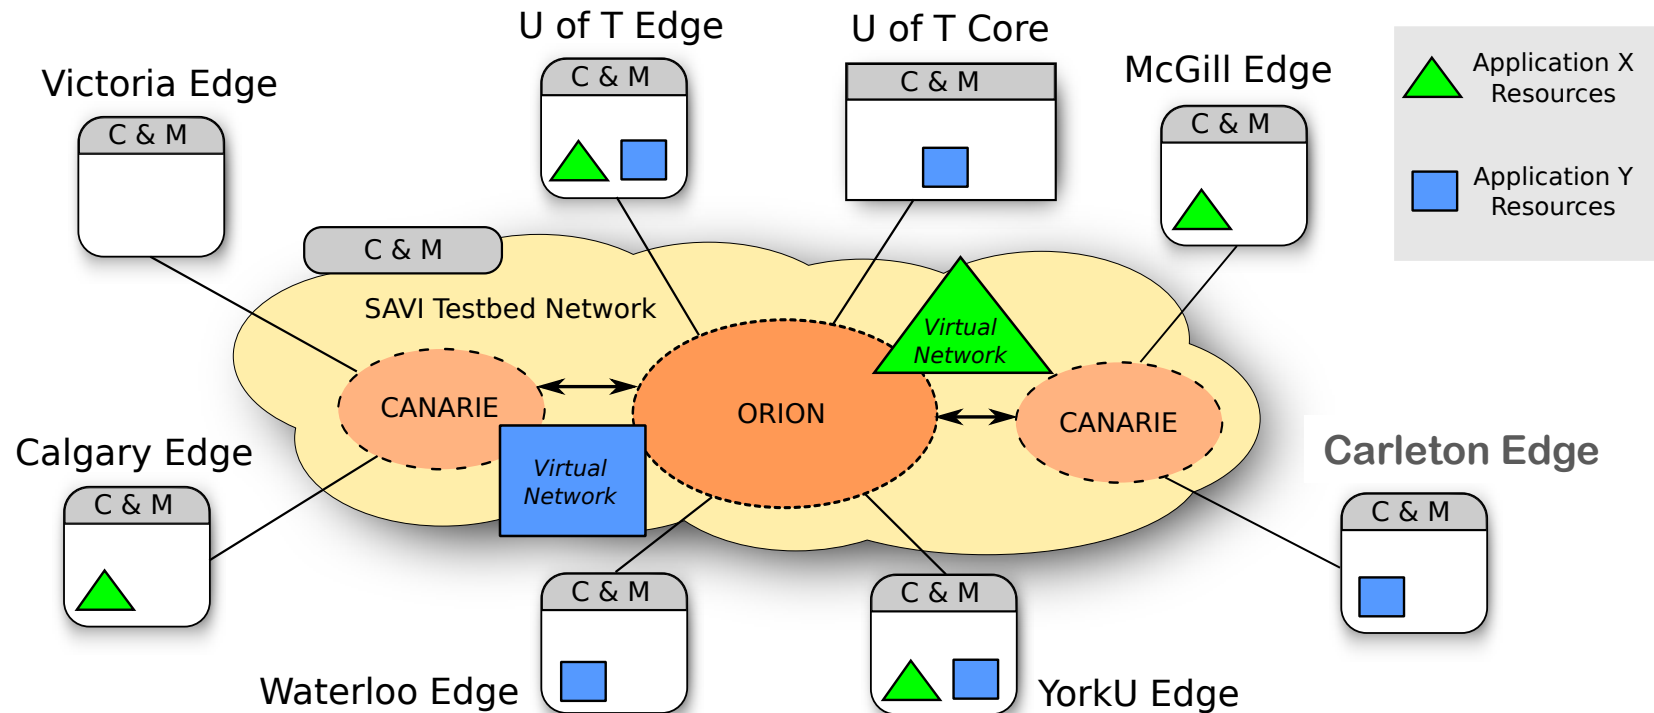 U of T Edge
U of T Core
Victoria Edge
McGill Edge
Application X
Resources
C & M
C & M
C & M
C & M
Application Y
Resources
C & M
SAVI Testbed Network
Virtual
Network
CANARIE
ORION
CANARIE
Calgary Edge
Carleton Edge
Virtual
Network
C & M
C & M
C & M
C & M
Waterloo Edge
YorkU Edge